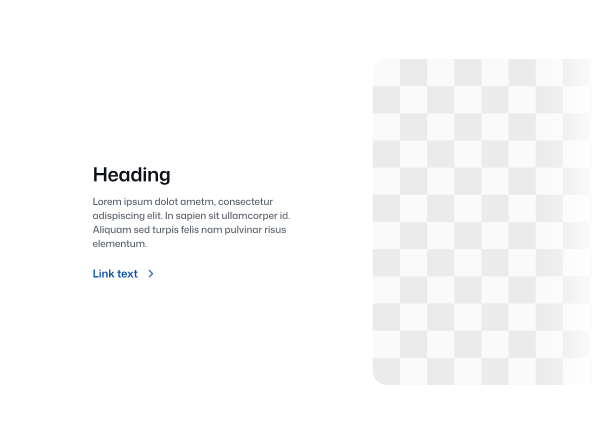 Heading
Lorem ipsum dolot ametm, consectetur
adispiscing elit. In sapien sit ullamcorper id.
Aliquam sed turpis felis nam pulvinar risus
elementum.
Link text